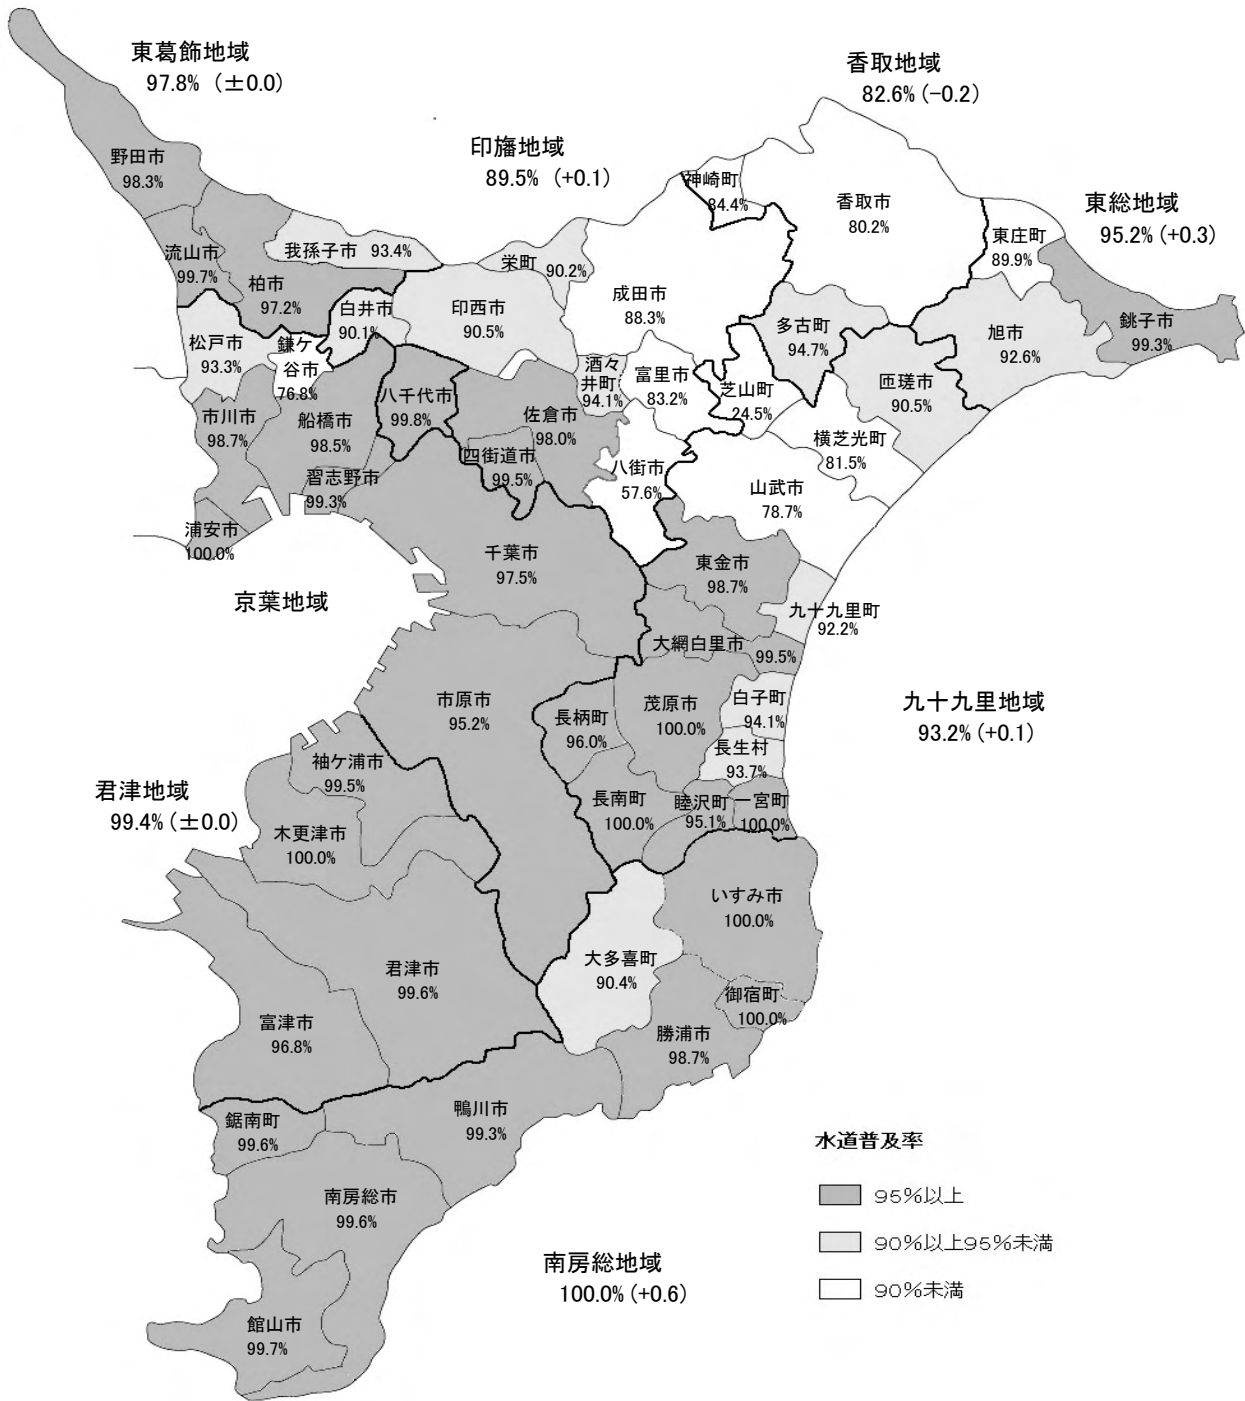 東葛飾地域
97.8% (±0.0)
香取地域
82.6% (-0.2)
印旛地域
89.5% (+0.1)
東総地域
95.2% (+0.3)
野田市
98.3%
流山市
99.7%
柏市
97.2%
我孫子市 93.4%
栄町 90.2%
神崎町
84.4%
香取市
80.2%
東庄町
89.9%
銚子市
99.3%
旭市
92.6%
多古町
94.7%
匝瑳市
90.5%
成田市
88.3%
印西市
90.5%
白井市
90.1%
松戸市
93.3%
鎌ケ
谷市
76.8%
市川市
98.7%
船橋市
98.5%
八千代市
99.8%
佐倉市
98.0%
酒々
井町
94.1%
富里市
83.2%
芝山町
24.5%
横芝光町
81.5%
四街道市
99.5%
八街市
57.6%
山武市
78.7%
習志野市
99.3%
浦安市
100.0%
千葉市
97.5%
東金市
98.7%
九十九里町
92.2%
京葉地域
大網白里市
99.5%
市原市
95.2%
長柄町
96.0%
茂原市
100.0%
白子町
94.1%
長生村
93.7%
九十九里地域
93.2% (+0.1)
袖ケ浦市
99.5%
君津地域
99.4% (±0.0)
木更津市
100.0%
長南町
100.0%
睦沢町
95.1%
一宮町
100.0%
いすみ市
100.0%
大多喜町
90.4%
御宿町
100.0%
勝浦市
98.7%
君津市
99.6%
富津市
96.8%
鋸南町
99.6%
鴨川市
99.3%
南房総市
99.6%
館山市
99.7%
南房総地域
100.0% (+0.6)
水道普及率
95%以上
90%以上95%未満
90%未満